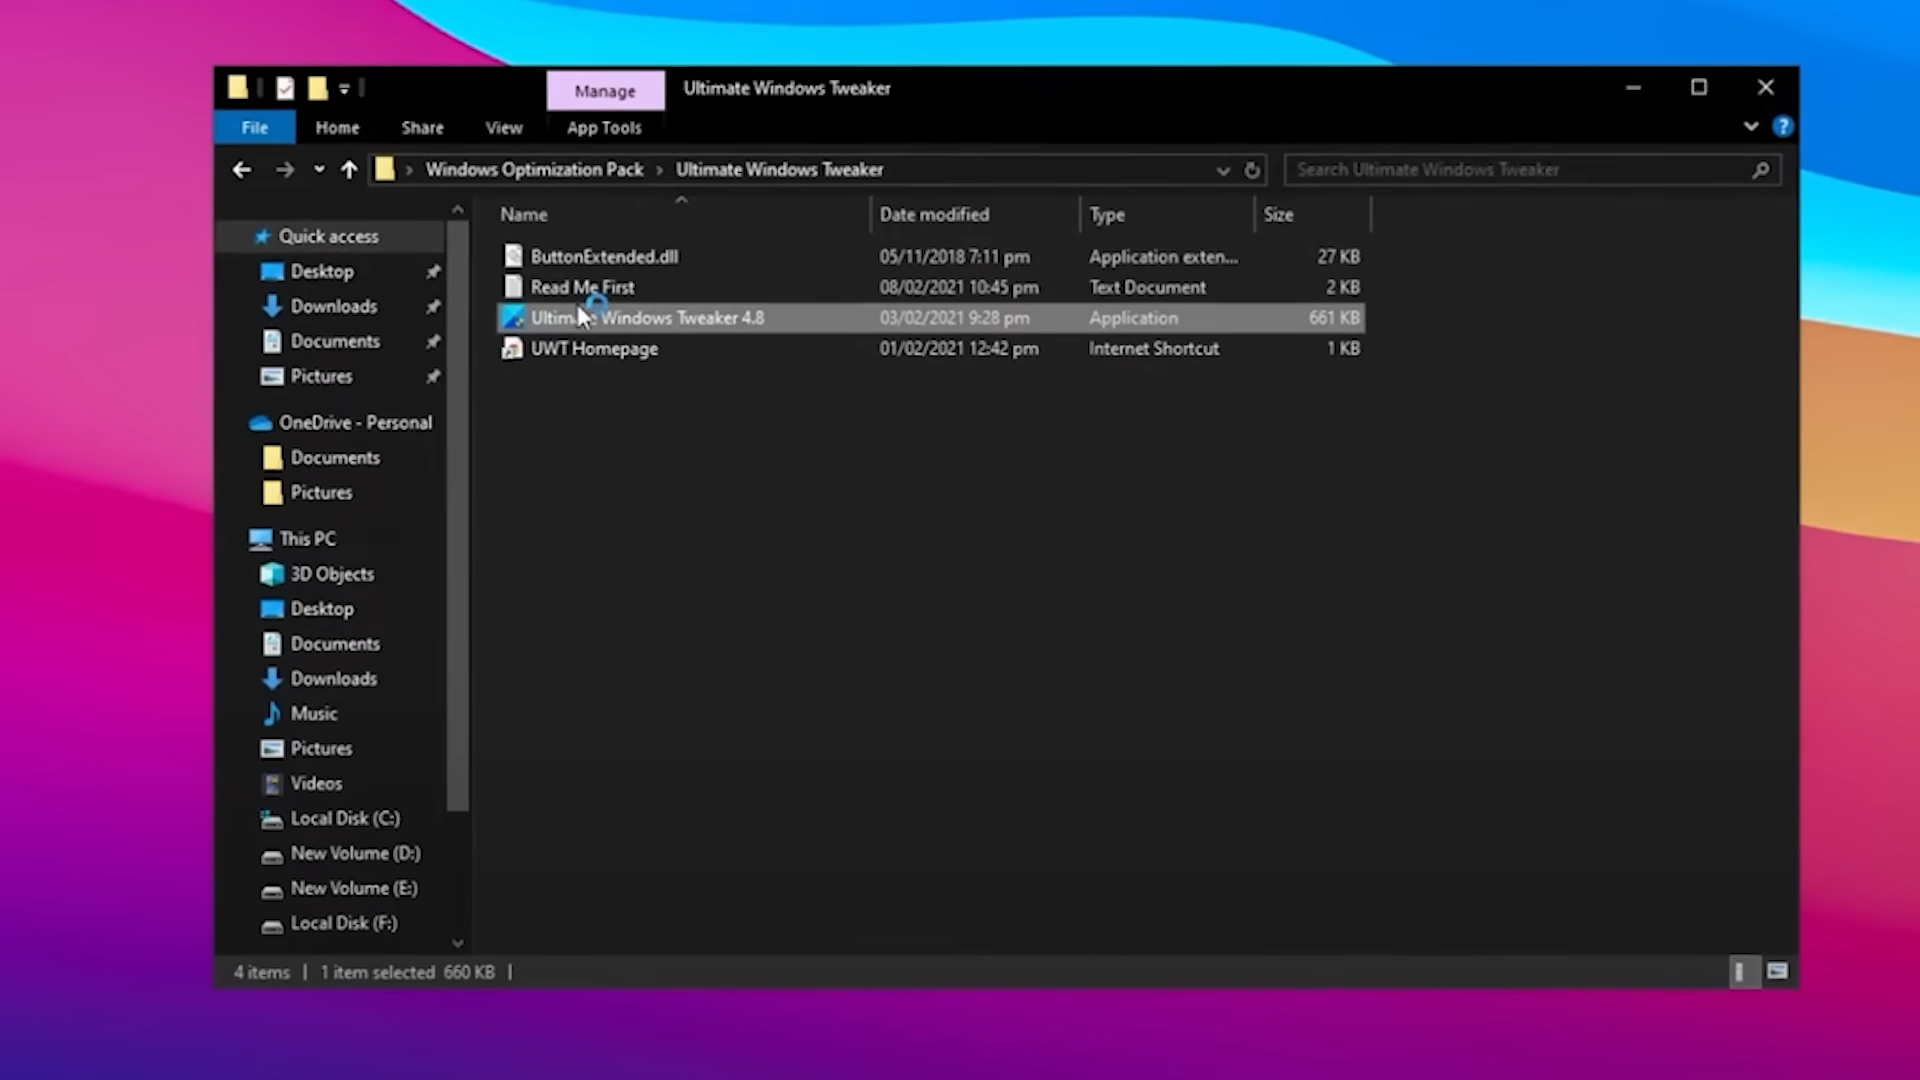 Manage
Ultimate Windows Tweaker
File
Home
Share
View
App Tools
?
Windows Optimization Pack
Ultimate Windows Tweaker
Search Ultimate Windows Tweaker
Name
Date modified
Type
Size
ButtonExtended.dll
05/11/2018 7:11 pm
Application exten...
27 KB
Read Me First
08/02/2021 10:45 pm
Text Document
2 KB
Ultimate Windows Tweaker 4.8
03/02/2021 9:28 pm
Application
661 KB
UWT Homepage
01/02/2021 12:42 pm
Internet Shortcut
1 KB
Quick access
Desktop
Downloads
Documents
Pictures
OneDrive - Personal
Documents
Pictures
This PC
3D Objects
Desktop
Documents
Downloads
Music
Pictures
Videos
Local Disk (C:)
New Volume (D:)
New Volume (E:)
Local Disk (F:)
4 items
1 item selected 660 KB